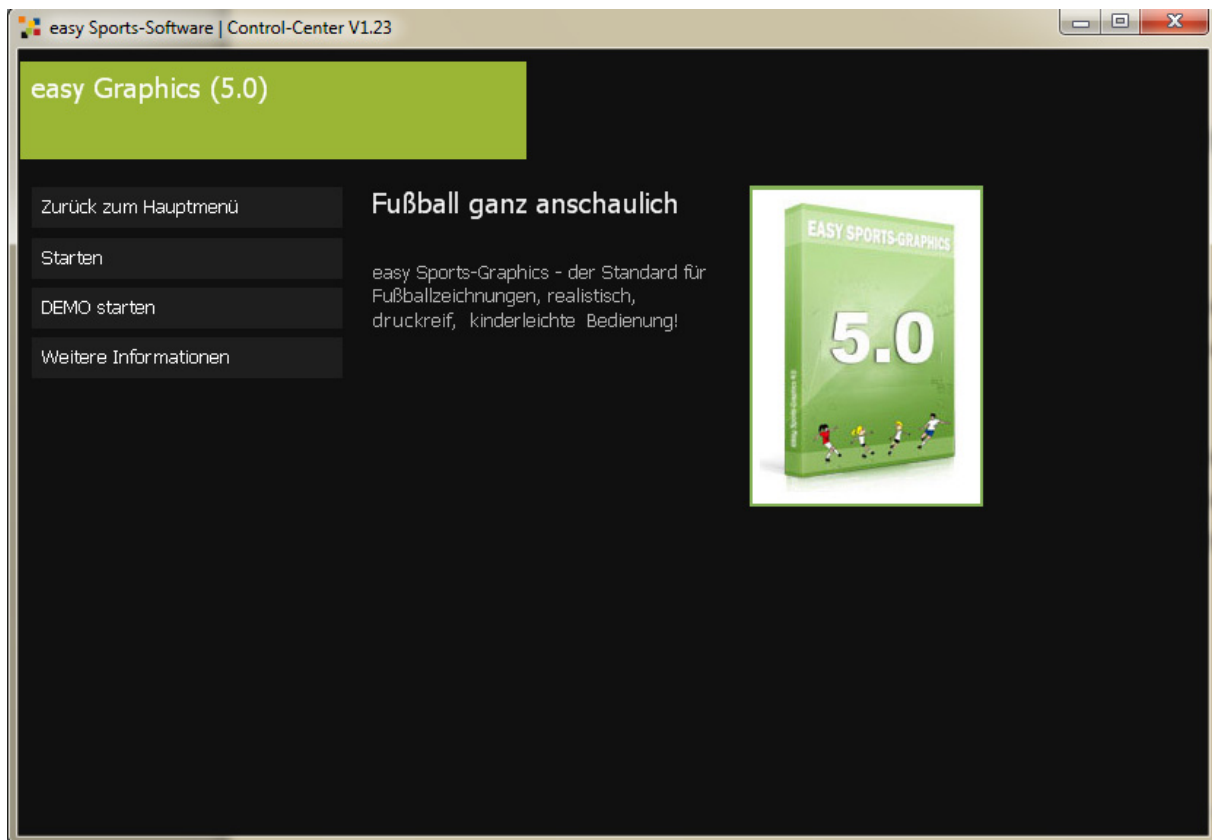 easy Sports-Software | Control-Center V1.23
easy Graphics (5.0)
Zurück zum Hauptmenü
Starten
DEMO starten
Weitere Informationen
Fußball ganz anschaulich
easy Sports-Graphics - der Standard für
Fußballzeichnungen, realistisch,
druckreif, kinderleichte Bedienung!
EASY SPORTS-GRAPHICS
5.0